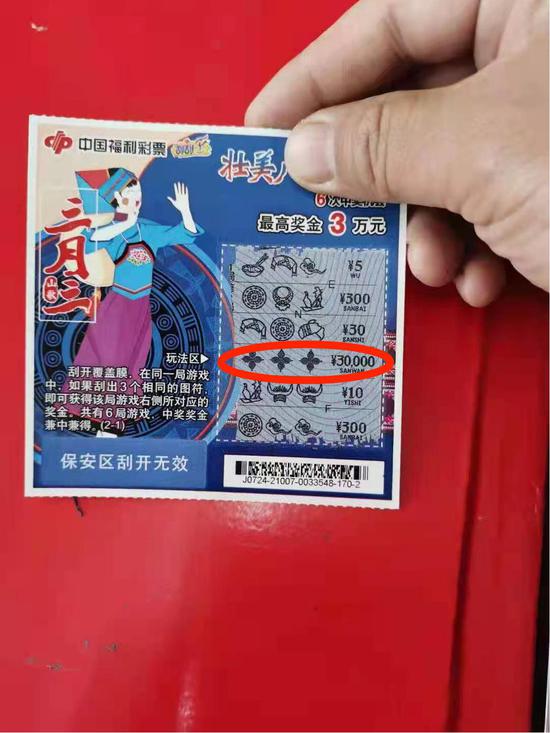 中国福利彩票 刮刮乐
壮美
6次中奖机会
最高奖金 3 万元
三月三
山歌
¥5
WU
¥300
SANBAI
¥30
SANSHI
¥30,000
SANWAN
¥10
YISHI
¥300
SANBAI
E
N
F
玩法区▶
刮开覆盖膜，在同一局游戏
中，如果刮出3个相同的图符，
即可获得该局游戏右侧所对应的
奖金。共有6局游戏，中奖奖金
兼中兼得。(2-1)
保安区刮开无效
J0724-21007-0033548-170-2